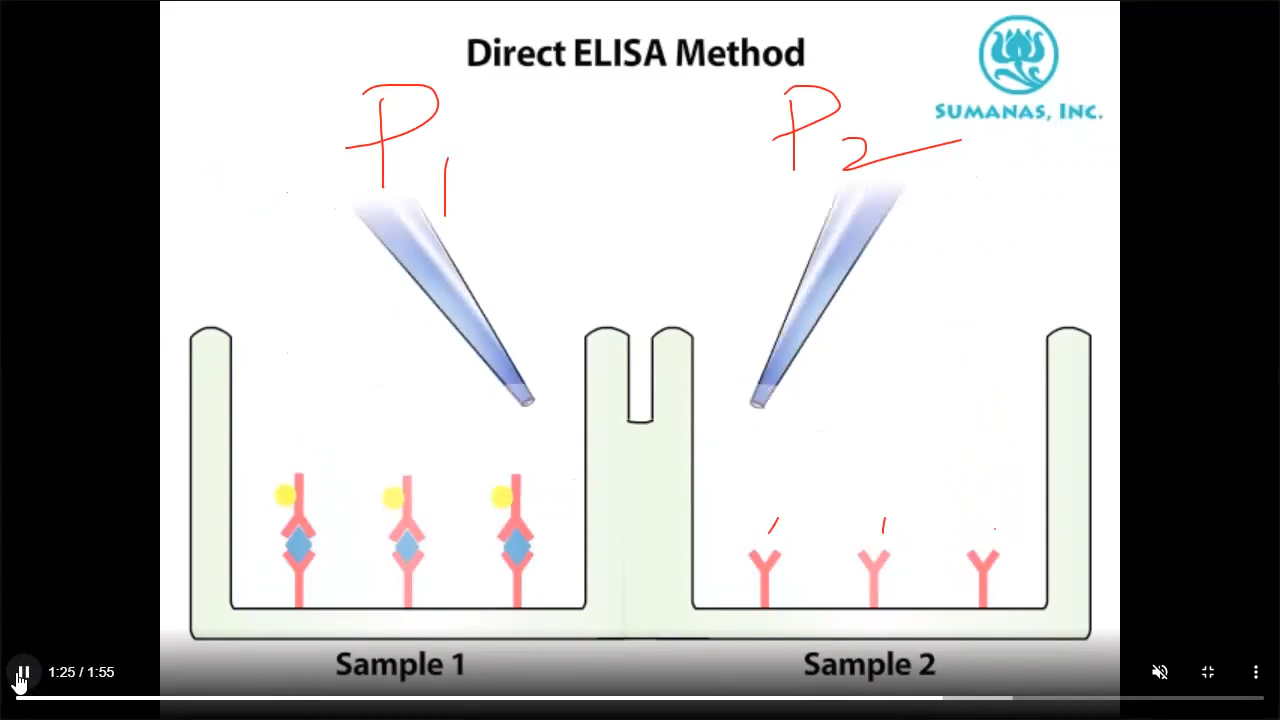 Direct ELISA Method
SUMANAS, INC.
P1
P2
Sample 1
Sample 2
1:25 / 1:55